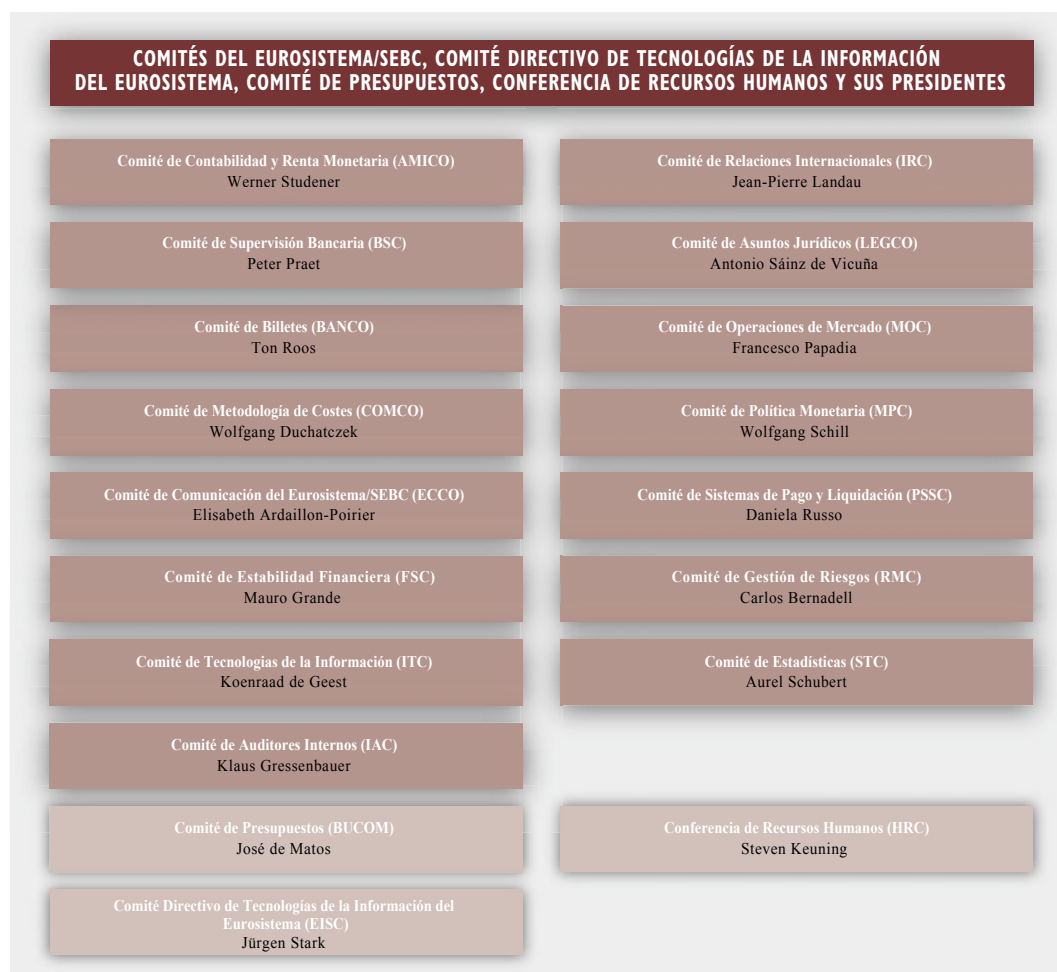 COMITÉS DEL EUROSISTEMA/SEBC, COMITÉ DIRECTIVO DE TECNOLOGÍAS DE LA INFORMACIÓN
DEL EUROSISTEMA, COMITÉ DE PRESUPUESTOS, CONFERENCIA DE RECURSOS HUMANOS Y SUS PRESIDENTES
Comité de Contabilidad y Renta Monetaria (AMICO)
Werner Studener
Comité de Supervisión Bancaria (BSC)
Peter Praet
Comité de Billetes (BANCO)
Ton Roos
Comité de Metodología de Costes (COMCO)
Wolfgang Duchatczek
Comité de Comunicación del Eurosistema/SEBC (ECCO)
Elisabeth Ardaillon-Poirier
Comité de Estabilidad Financiera (FSC)
Mauro Grande
Comité de Tecnologias de la Información (ITC)
Koenraad de Geest
Comité de Auditores Internos (IAC)
Klaus Gressenbauer
Comité de Presupuestos (BUCOM)
José de Matos
Comité Directivo de Tecnologías de la Información del
Eurosistema (EISC)
Jürgen Stark
Comité de Relaciones Internacionales (IRC)
Jean-Pierre Landau
Comité de Asuntos Jurídicos (LEGCO)
Antonio Sáinz de Vicuña
Comité de Operaciones de Mercado (MOC)
Francesco Papadia
Comité de Política Monetaria (MPC)
Wolfgang Schill
Comité de Sistemas de Pago y Liquidación (PSSC)
Daniela Russo
Comité de Gestión de Riesgos (RMC)
Carlos Bernadell
Comité de Estadísticas (STC)
Aurel Schubert
Conferencia de Recursos Humanos (HRC)
Steven Keuning